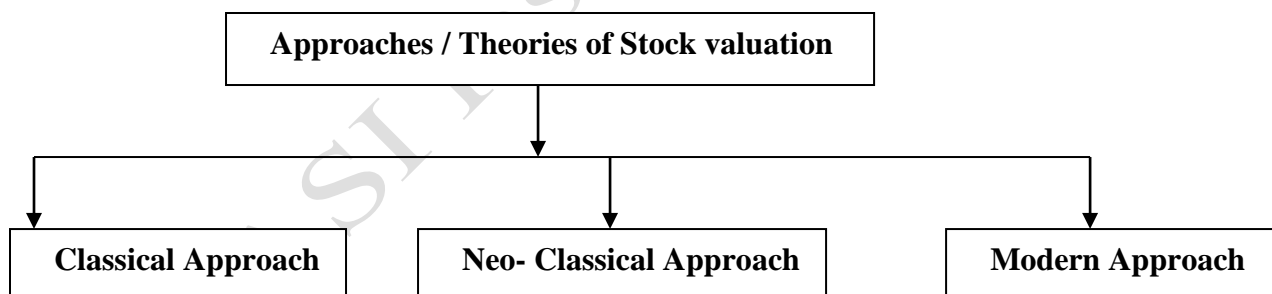 Approaches / Theories of Stock valuation
Classical Approach
Neo- Classical Approach
Modern Approach